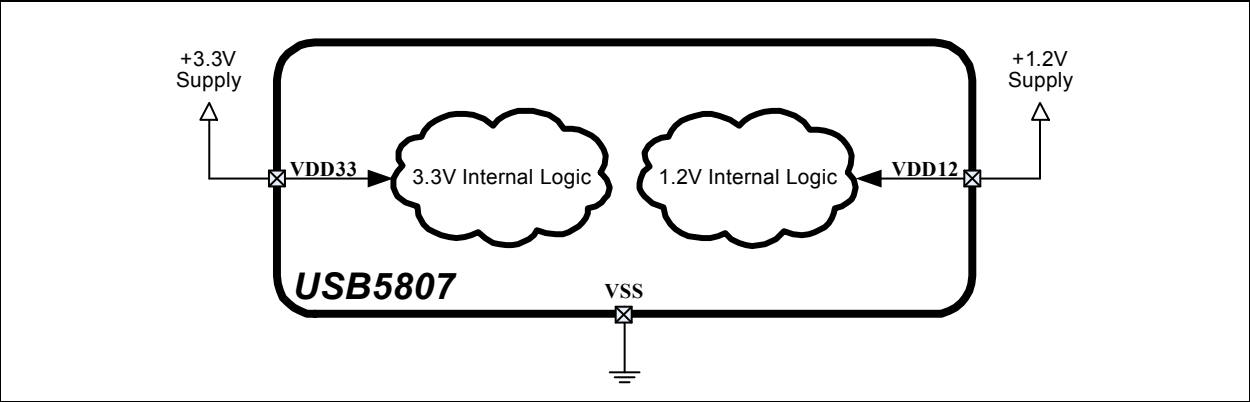 +3.3V
Supply
+1.2V
Supply
VDD33
3.3V Internal Logic
1.2V Internal Logic
VDD12
USB5807
VSS